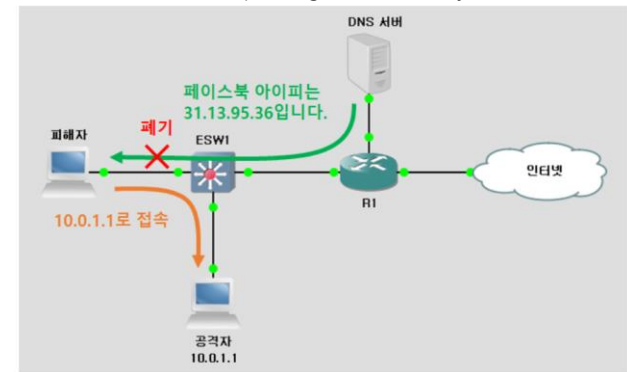 DNS 서버
페이스북 아이피는
31.13.95.36입니다.
피해자
폐기
ESW1
인터넷
R1
10.0.1.1로 접속
공격자
10.0.1.1